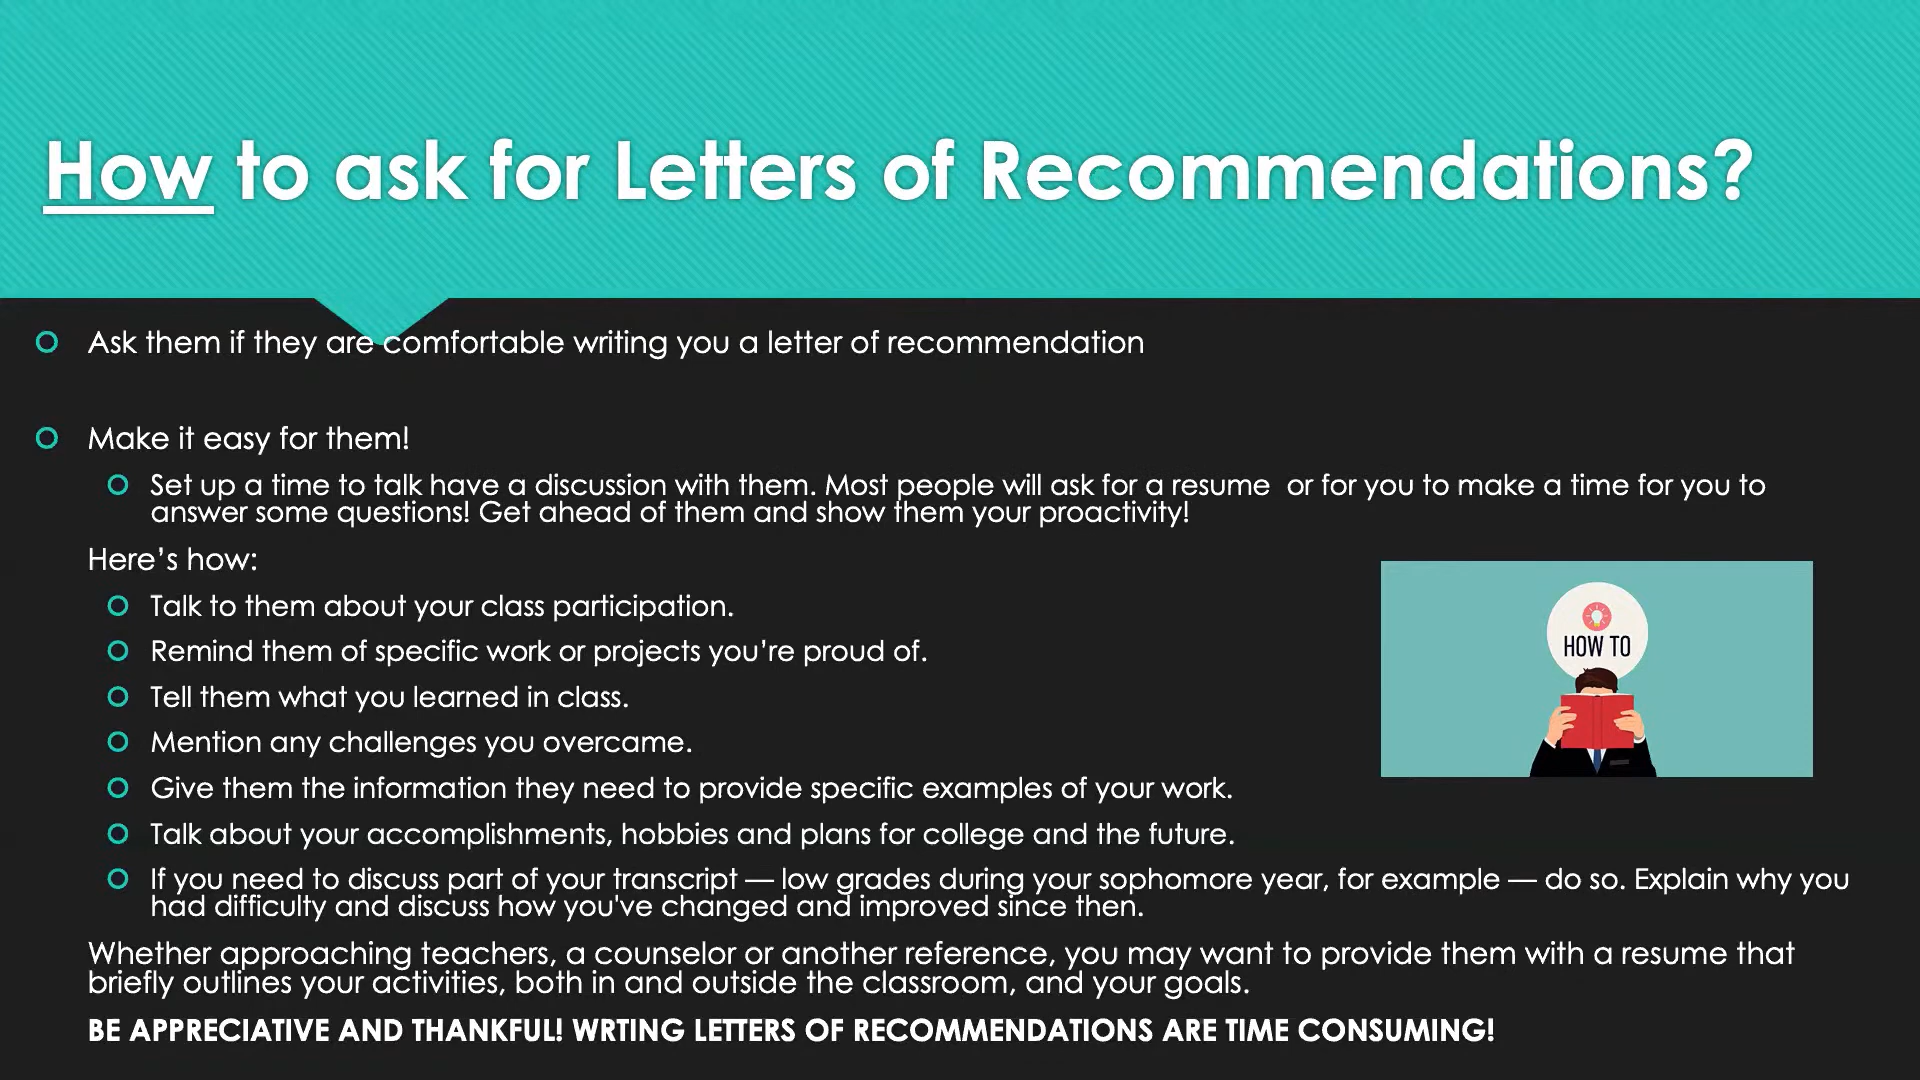 How to ask for Letters of Recommendations?
Ask them if they are comfortable writing you a letter of recommendation
Make it easy for them!
Set up a time to talk have a discussion with them. Most people will ask for a resume  or for you to make a time for you to
answer some questions! Get ahead of them and show them your proactivity!
Here’s how:
Talk to them about your class participation.
Remind them of specific work or projects you’re proud of.
Tell them what you learned in class.
Mention any challenges you overcame.
Give them the information they need to provide specific examples of your work.
HOW TO
Talk about your accomplishments, hobbies and plans for college and the future.
If you need to discuss part of your transcript — low grades during your sophomore year, for example — do so. Explain why you
had difficulty and discuss how you've changed and improved since then.
Whether approaching teachers, a counselor or another reference, you may want to provide them with a resume that
briefly outlines your activities, both in and outside the classroom, and your goals.
BE APPRECIATIVE AND THANKFUL! WRTING LETTERS OF RECOMMENDATIONS ARE TIME CONSUMING!